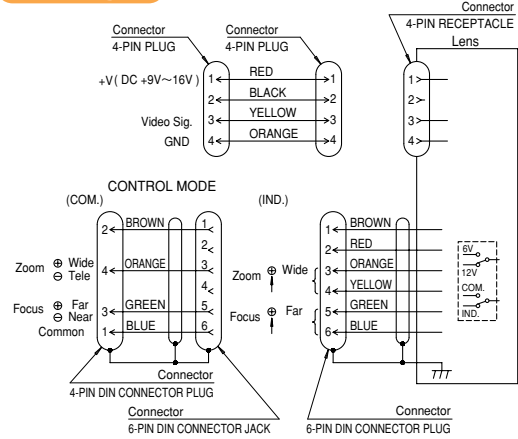 Connector
4-PIN RECEPTACLE
Connector
4-PIN PLUG
Connector
4-PIN PLUG
Lens
+V ( DC +9V～16V ) 1 RED 1 1
2 BLACK 2 2
Video Sig. 3 YELLOW 3 3
GND 4 ORANGE 4 4
CONTROL MODE
(COM.)
(IND.)
2 BROWN 1
2
Zoom ⊕ Wide 4 ORANGE 3
⊖ Tele
4
Focus ⊕ Far 3 GREEN 5
⊖ Near
Common 1 BLUE 6
1 BROWN
2 RED
Zoom ⊕ Wide 3 ORANGE
4 YELLOW
Focus ⊕ Far 5 GREEN
6 BLUE
6V
12V
COM.
IND.
Connector
4-PIN DIN CONNECTOR PLUG
Connector
6-PIN DIN CONNECTOR JACK
Connector
6-PIN DIN CONNECTOR PLUG